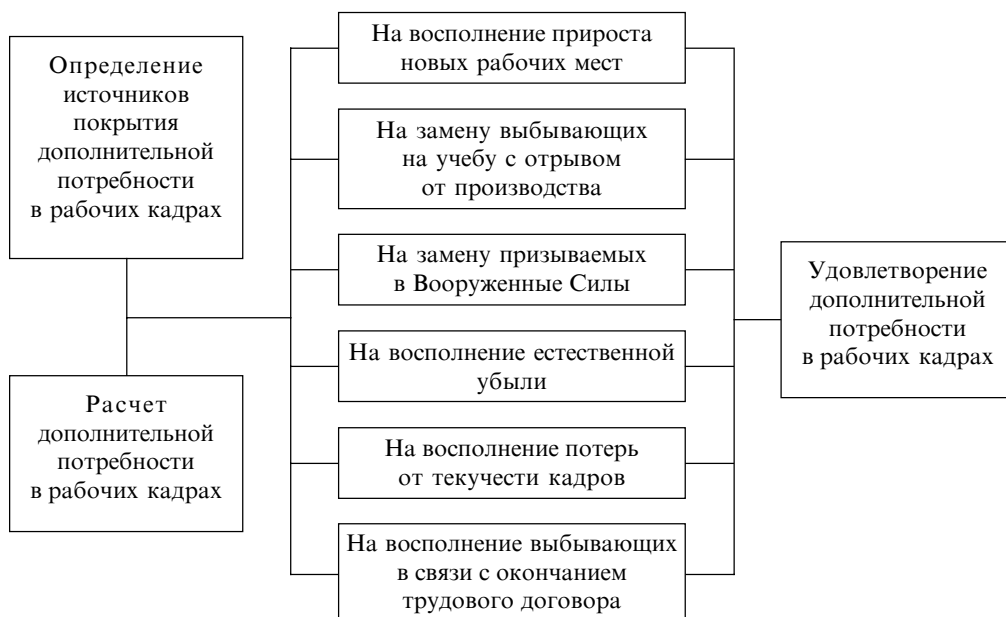 Определение
источников
покрытия
дополнительной
потребности
в рабочих кадрах
Расчет
дополнительной
потребности
в рабочих кадрах
На восполнение прироста
новых рабочих мест
На замену выбывающих
на учебу с отрывом
от производства
На замену призываемых
в Вооруженные Силы
На восполнение естественной
убыли
На восполнение потерь
от текучести кадров
На восполнение выбывающих
в связи с окончанием
трудового договора
Удовлетворение
дополнительной
потребности
в рабочих кадрах